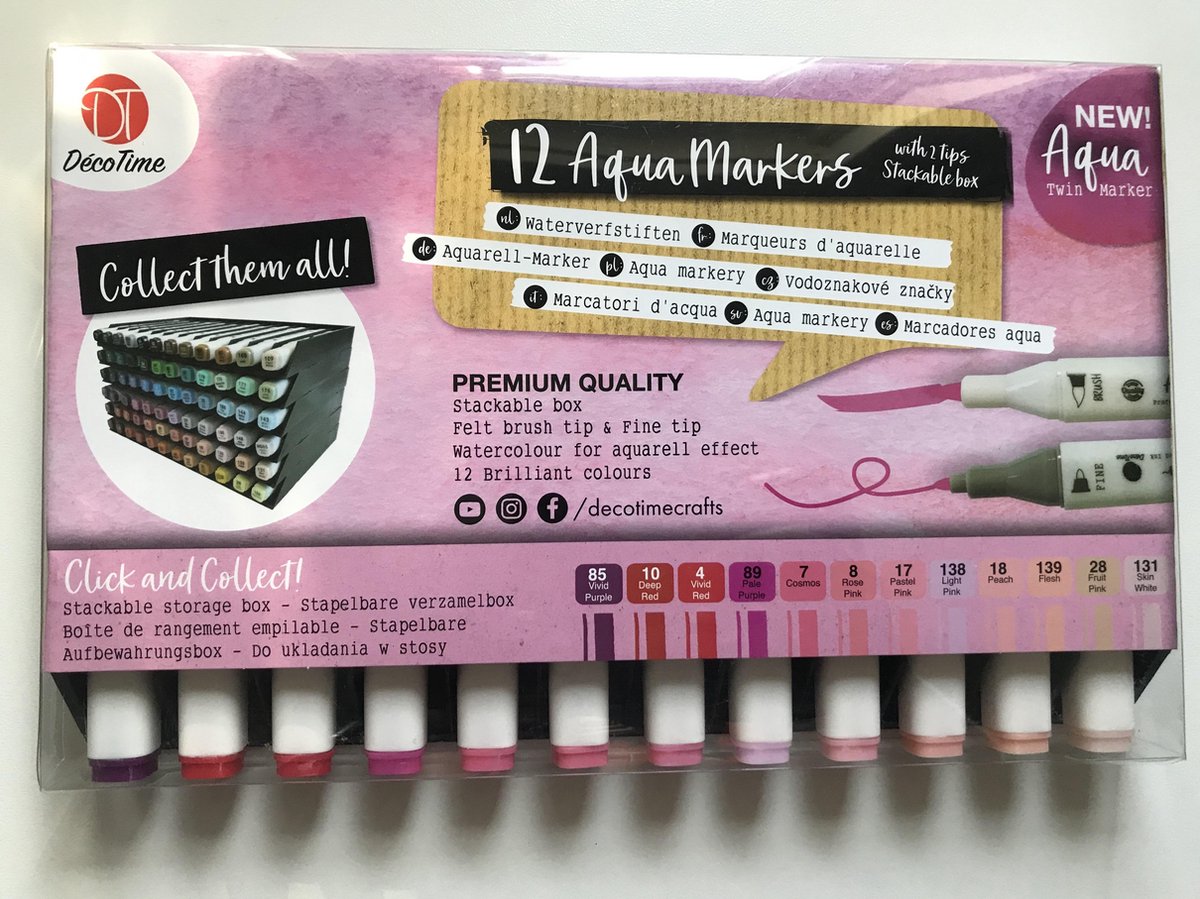 DT
DécoTime
12 Aqua Markers
with 2 tips
Stackable box
NEW!
Aqua
Twin Marker
nl: Waterverfstiften fr: Marqueurs d'aquarelle
de: Aquarell-Marker pl: Aqua markery cz: Vodoznakové značky
it: Marcatori d'acqua sv: Aqua markery es: Marcadores aqua
Collect them all!
PREMIUM QUALITY
Stackable box
Felt brush tip & Fine tip
Watercolour for aquarell effect
12 Brilliant colours
/decotimecrafts
BRUSH
FINE
DécoTime
Click and Collect!
Stackable storage box - Stapelbare verzamelbox
Boîte de rangement empilable - Stapelbare
Aufbewahrungsbox - Do ukladania w stosy
85 Vivid Purple
10 Deep Red
4 Vivid Red
89 Pale Purple
7 Cosmos
8 Rose Pink
17 Pastel Pink
138 Light Pink
18 Peach
139 Flesh
28 Fruit Pink
131 Skin White